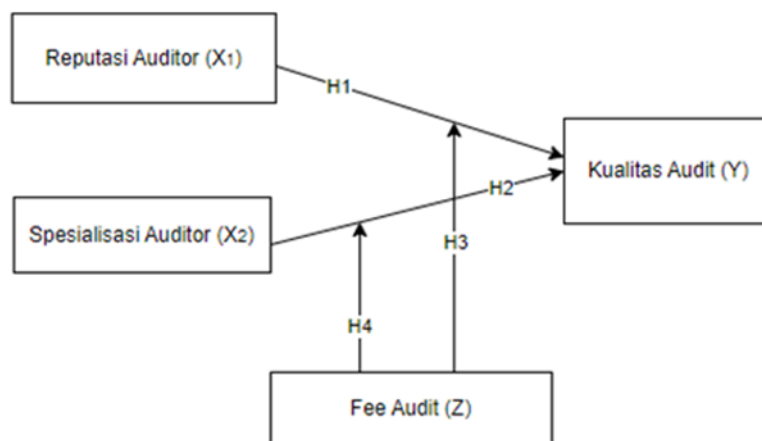 Reputasi Auditor (X1)
H1
Kualitas Audit (Y)
H2
Spesialisasi Auditor (X2)
H3
H4
Fee Audit (Z)